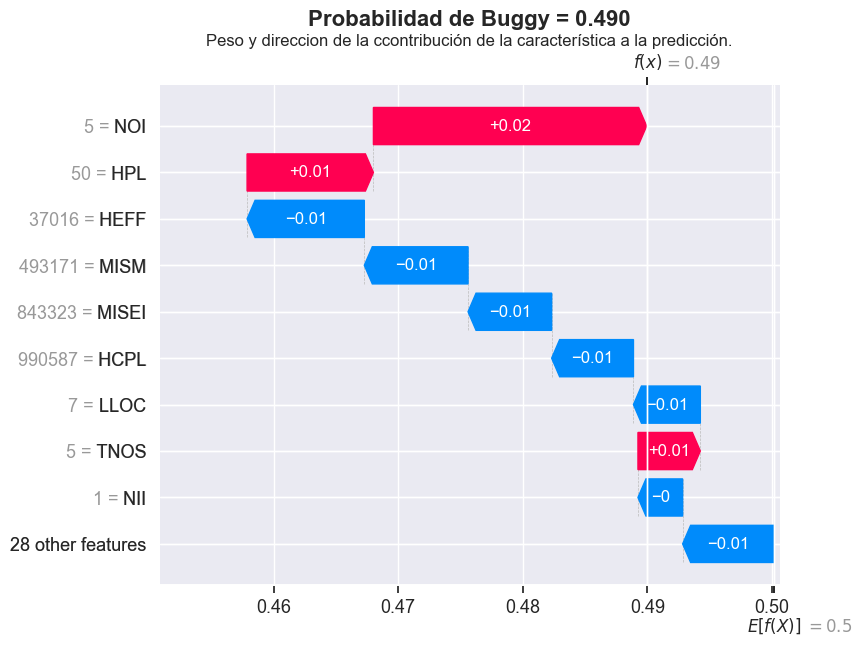 Probabilidad de Buggy = 0.490
Peso y direccion de la ccontribución de la característica a la predicción.
f(x) = 0.49
5 = NOI +0.02
50 = HPL +0.01
37016 = HEFF −0.01
493171 = MISM −0.01
843323 = MISEI −0.01
990587 = HCPL −0.01
7 = LLOC −0.01
5 = TNOS +0.01
1 = NII −0
28 other features −0.01
0.46 0.47 0.48 0.49 0.50
E[f(X)] = 0.5